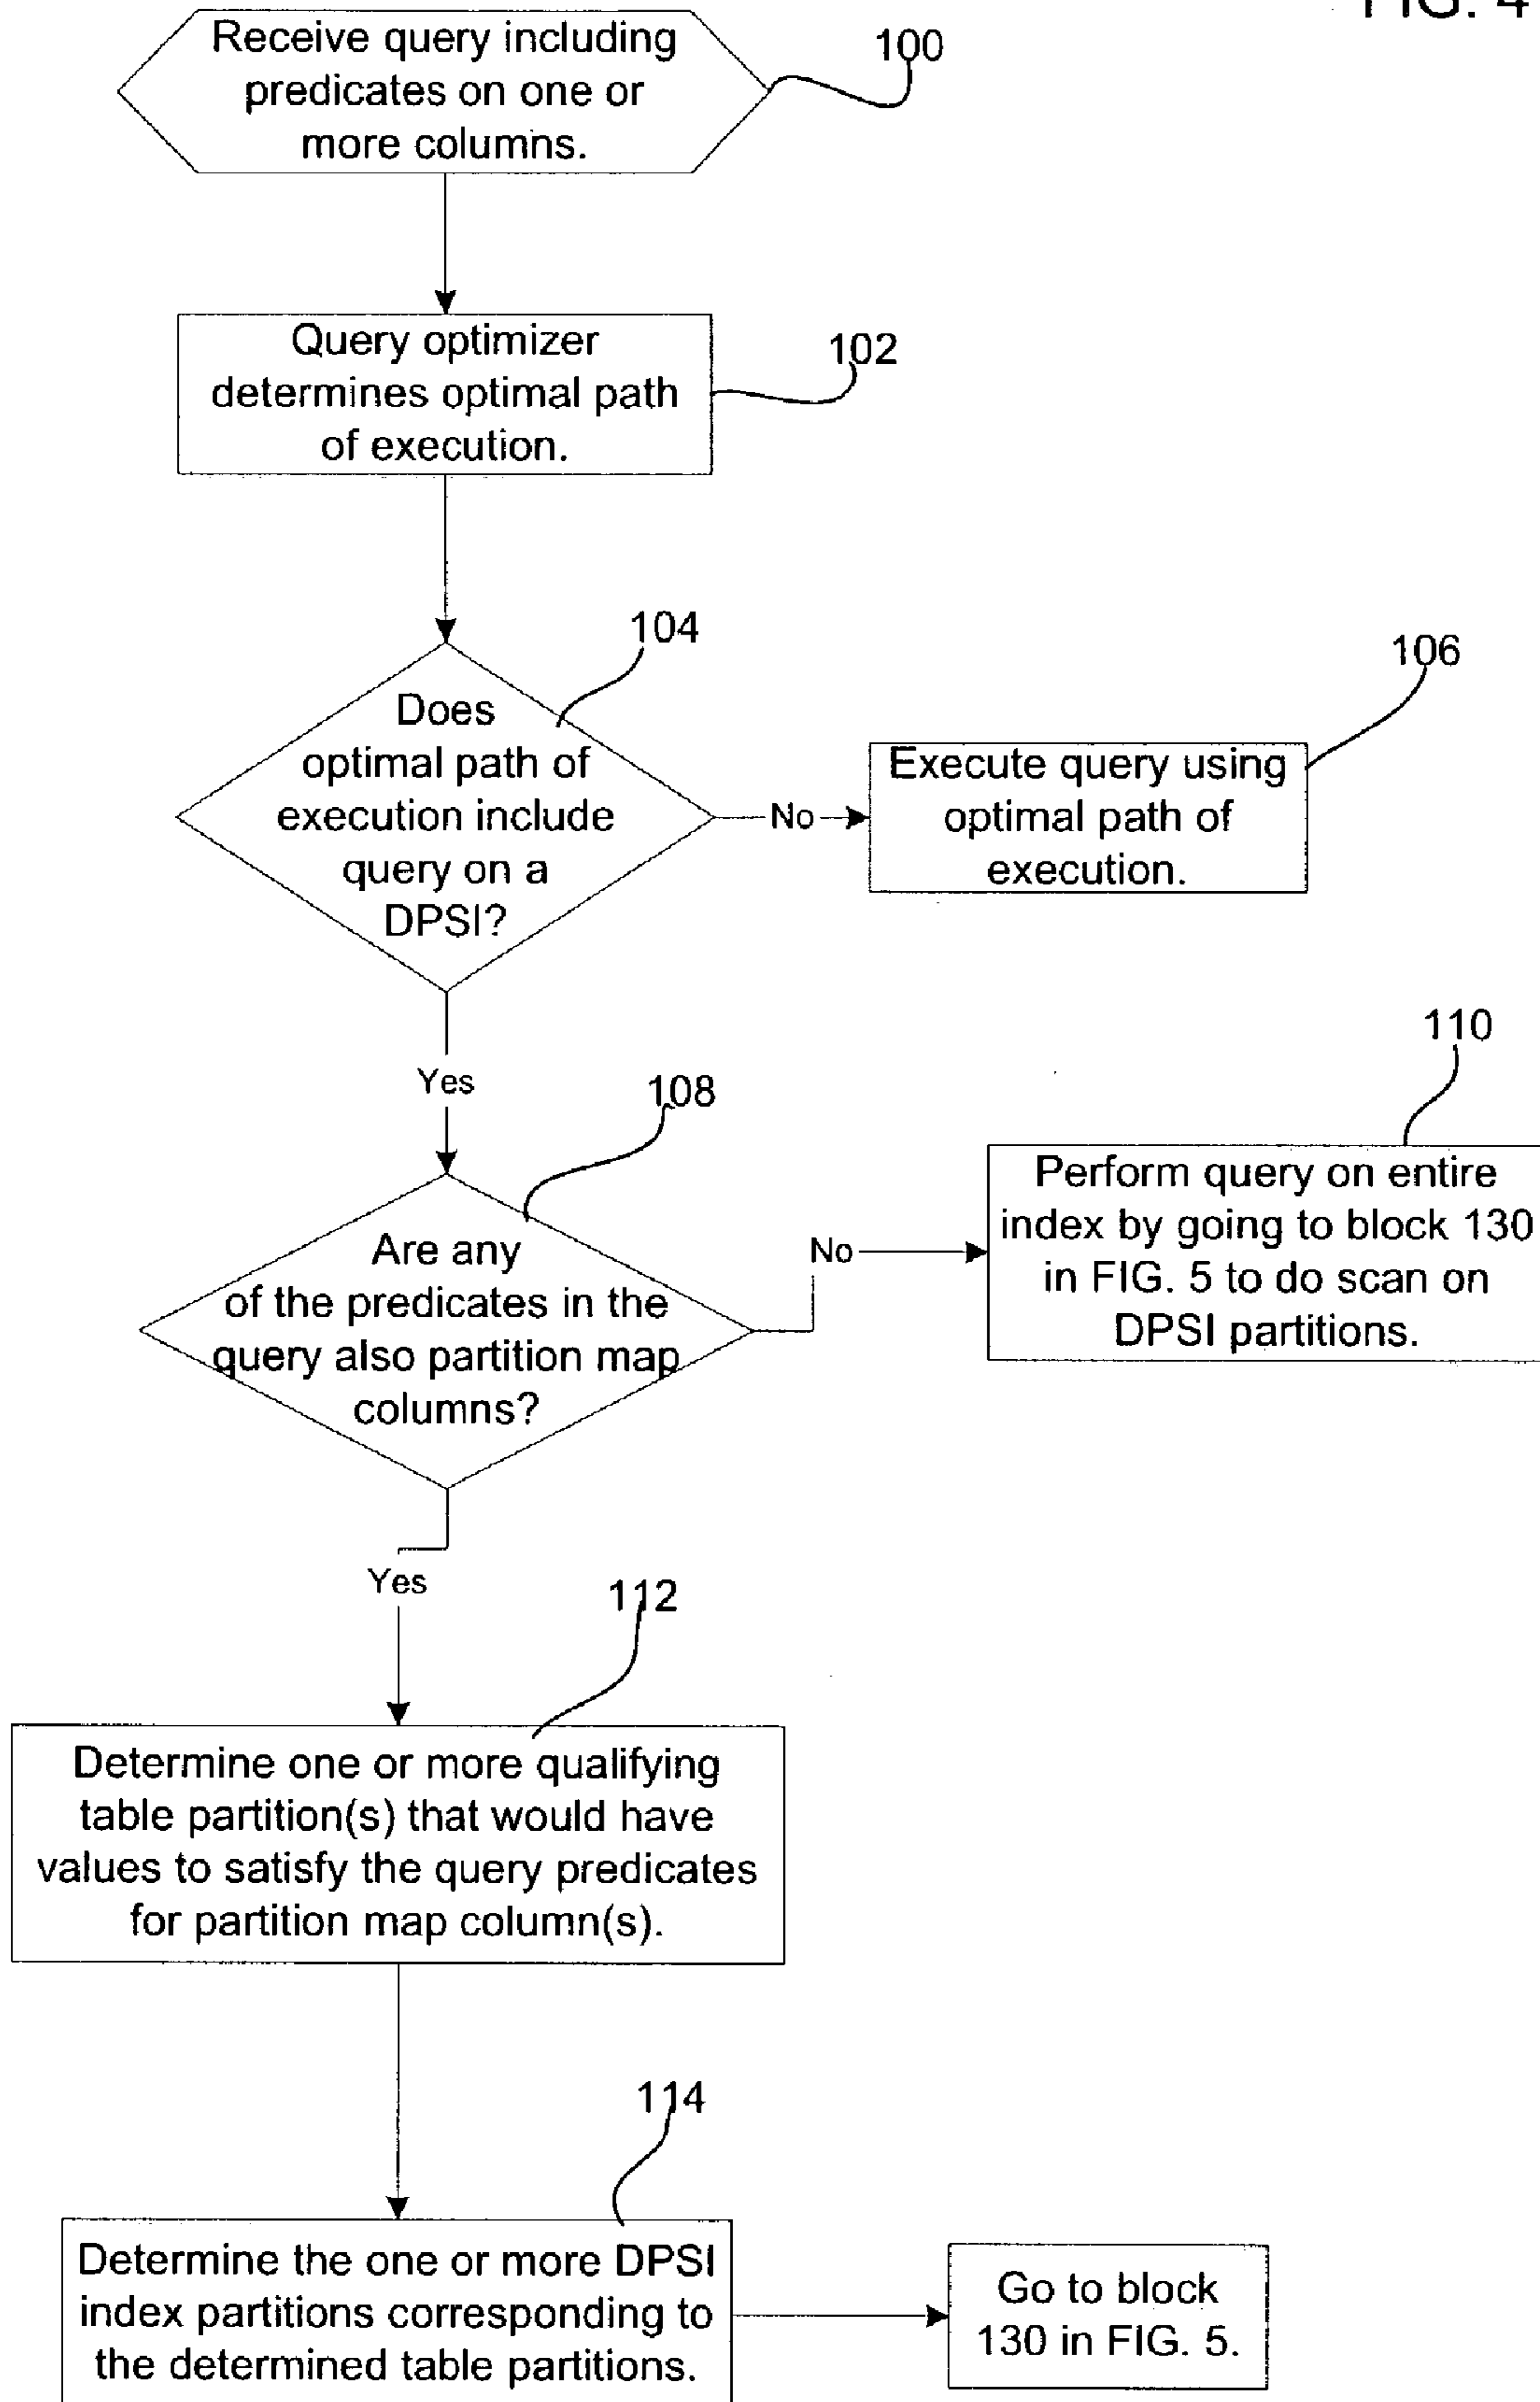 FIG. 4
Receive query including
predicates on one or
more columns.
100
Query optimizer
determines optimal path
of execution.
102
104
Does
optimal path of
execution include
query on a
DPSI?
No
106
Execute query using
optimal path of
execution.
Yes
108
Are any
of the predicates in the
query also partition map
columns?
No
110
Perform query on entire
index by going to block 130
in FIG. 5 to do scan on
DPSI partitions.
Yes
112
Determine one or more qualifying
table partition(s) that would have
values to satisfy the query predicates
for partition map column(s).
114
Determine the one or more DPSI
index partitions corresponding to
the determined table partitions.
Go to block
130 in FIG. 5.